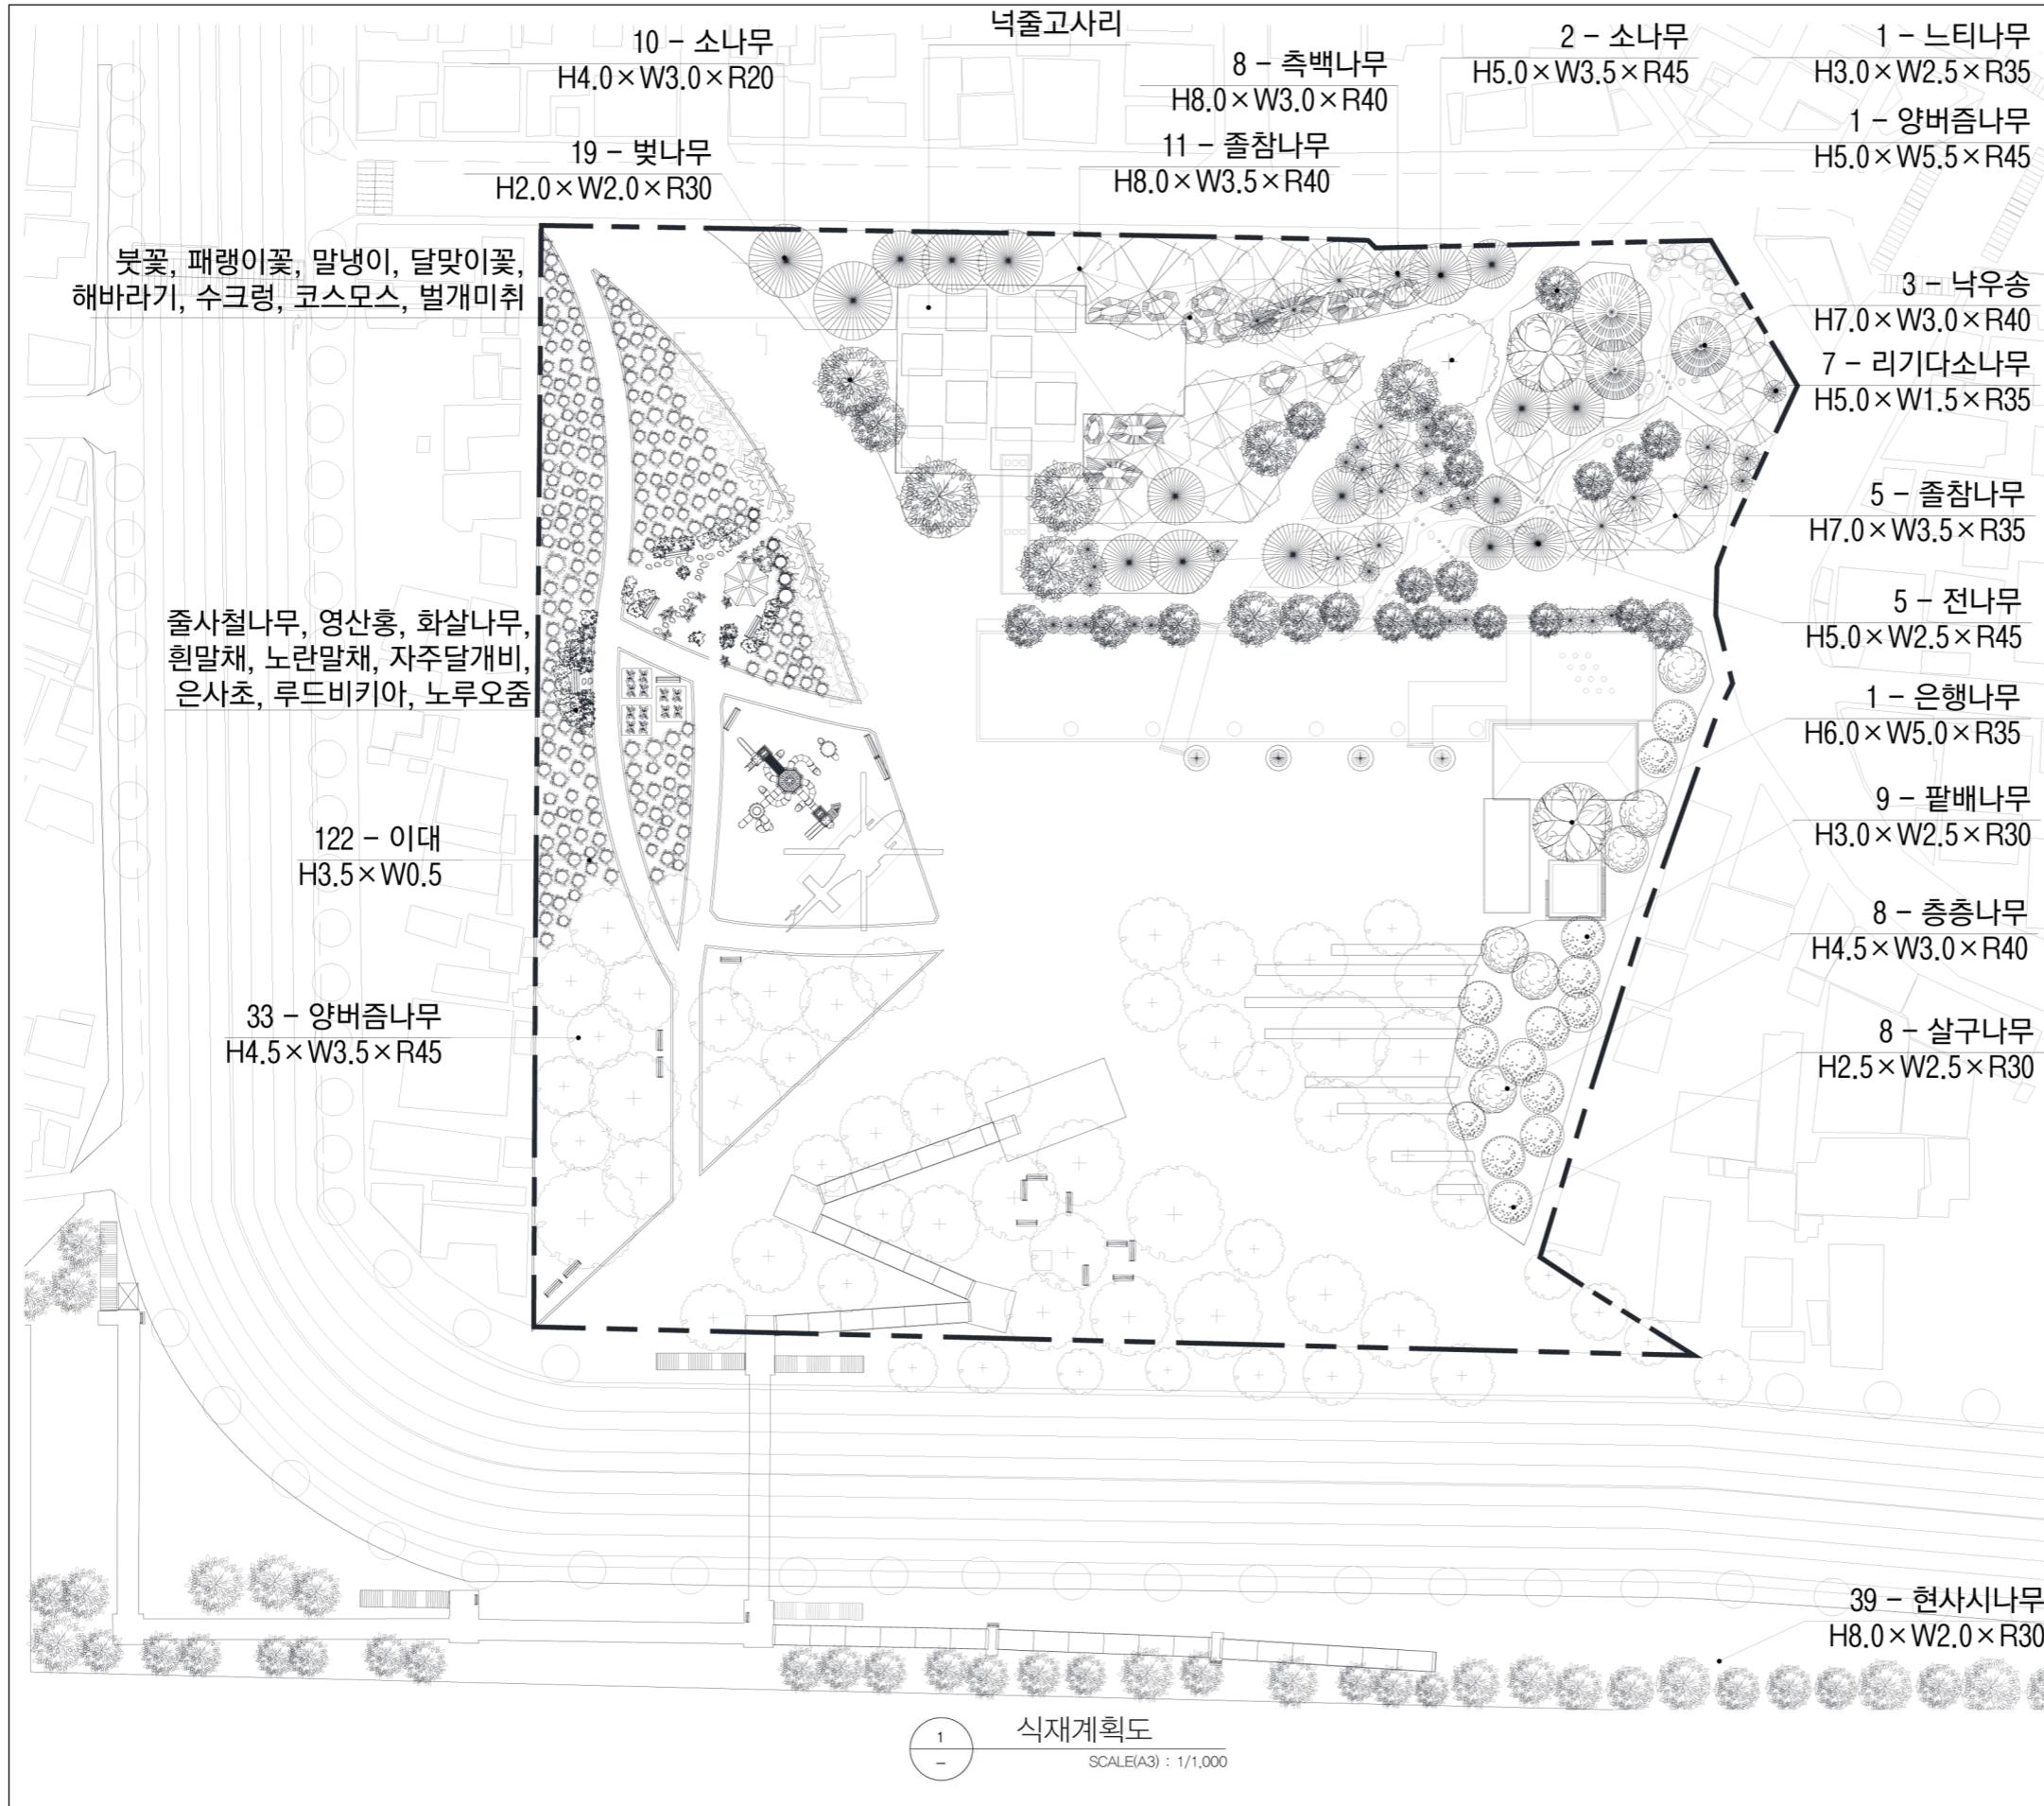 넉줄고사리
10 - 소나무
H4.0×W3.0×R20
8 - 측백나무
H8.0×W3.0×R40
2 - 소나무
H5.0×W3.5×R45
1 - 느티나무
H3.0×W2.5×R35
19 - 벚나무
H2.0×W2.0×R30
11 - 졸참나무
H8.0×W3.5×R40
1 - 양버즘나무
H5.0×W5.5×R45
붓꽃, 패랭이꽃, 말냉이, 달맞이꽃,
해바라기, 수크렁, 코스모스, 벌개미취
3 - 낙우송
H7.0×W3.0×R40
7 - 리기다소나무
H5.0×W1.5×R35
5 - 졸참나무
H7.0×W3.5×R35
줄사철나무, 영산홍, 화살나무,
흰말채, 노란말채, 자주달개비,
은사초, 루드비키아, 노루오줌
5 - 전나무
H5.0×W2.5×R45
1 - 은행나무
H6.0×W5.0×R35
122 - 이대
H3.5×W0.5
9 - 팥배나무
H3.0×W2.5×R30
8 - 층층나무
H4.5×W3.0×R40
33 - 양버즘나무
H4.5×W3.5×R45
8 - 살구나무
H2.5×W2.5×R30
39 - 현사시나무
H8.0×W2.0×R30
1
-
식재계획도
SCALE(A3) : 1/1,000